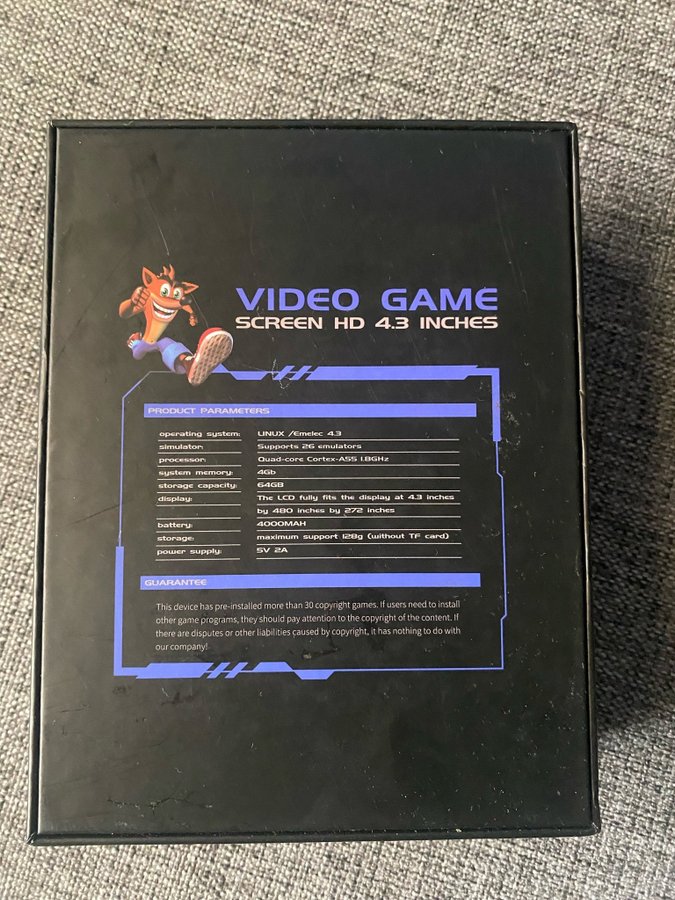 VIDEO GAME
SCREEN HD 4.3 INCHES
PRODUCT PARAMETERS
operating system: LINUX /Emelec 4.3
simulator: Supports 26 emulators
processor: Quad-core Cortex-A55 1.8GHz
system memory: 4Gb
storage capacity: 64GB
display: The LCD fully fits the display at 4.3 inches
by 480 inches by 272 inches
battery: 4000MAH
storage: maximum support 128g (without TF card)
power supply: 5V 2A
GUARANTEE
This device has pre-installed more than 30 copyright games. If users need to install
other game programs, they should pay attention to the copyright of the content. If
there are disputes or other liabilities caused by copyright, it has nothing to do with
our company!